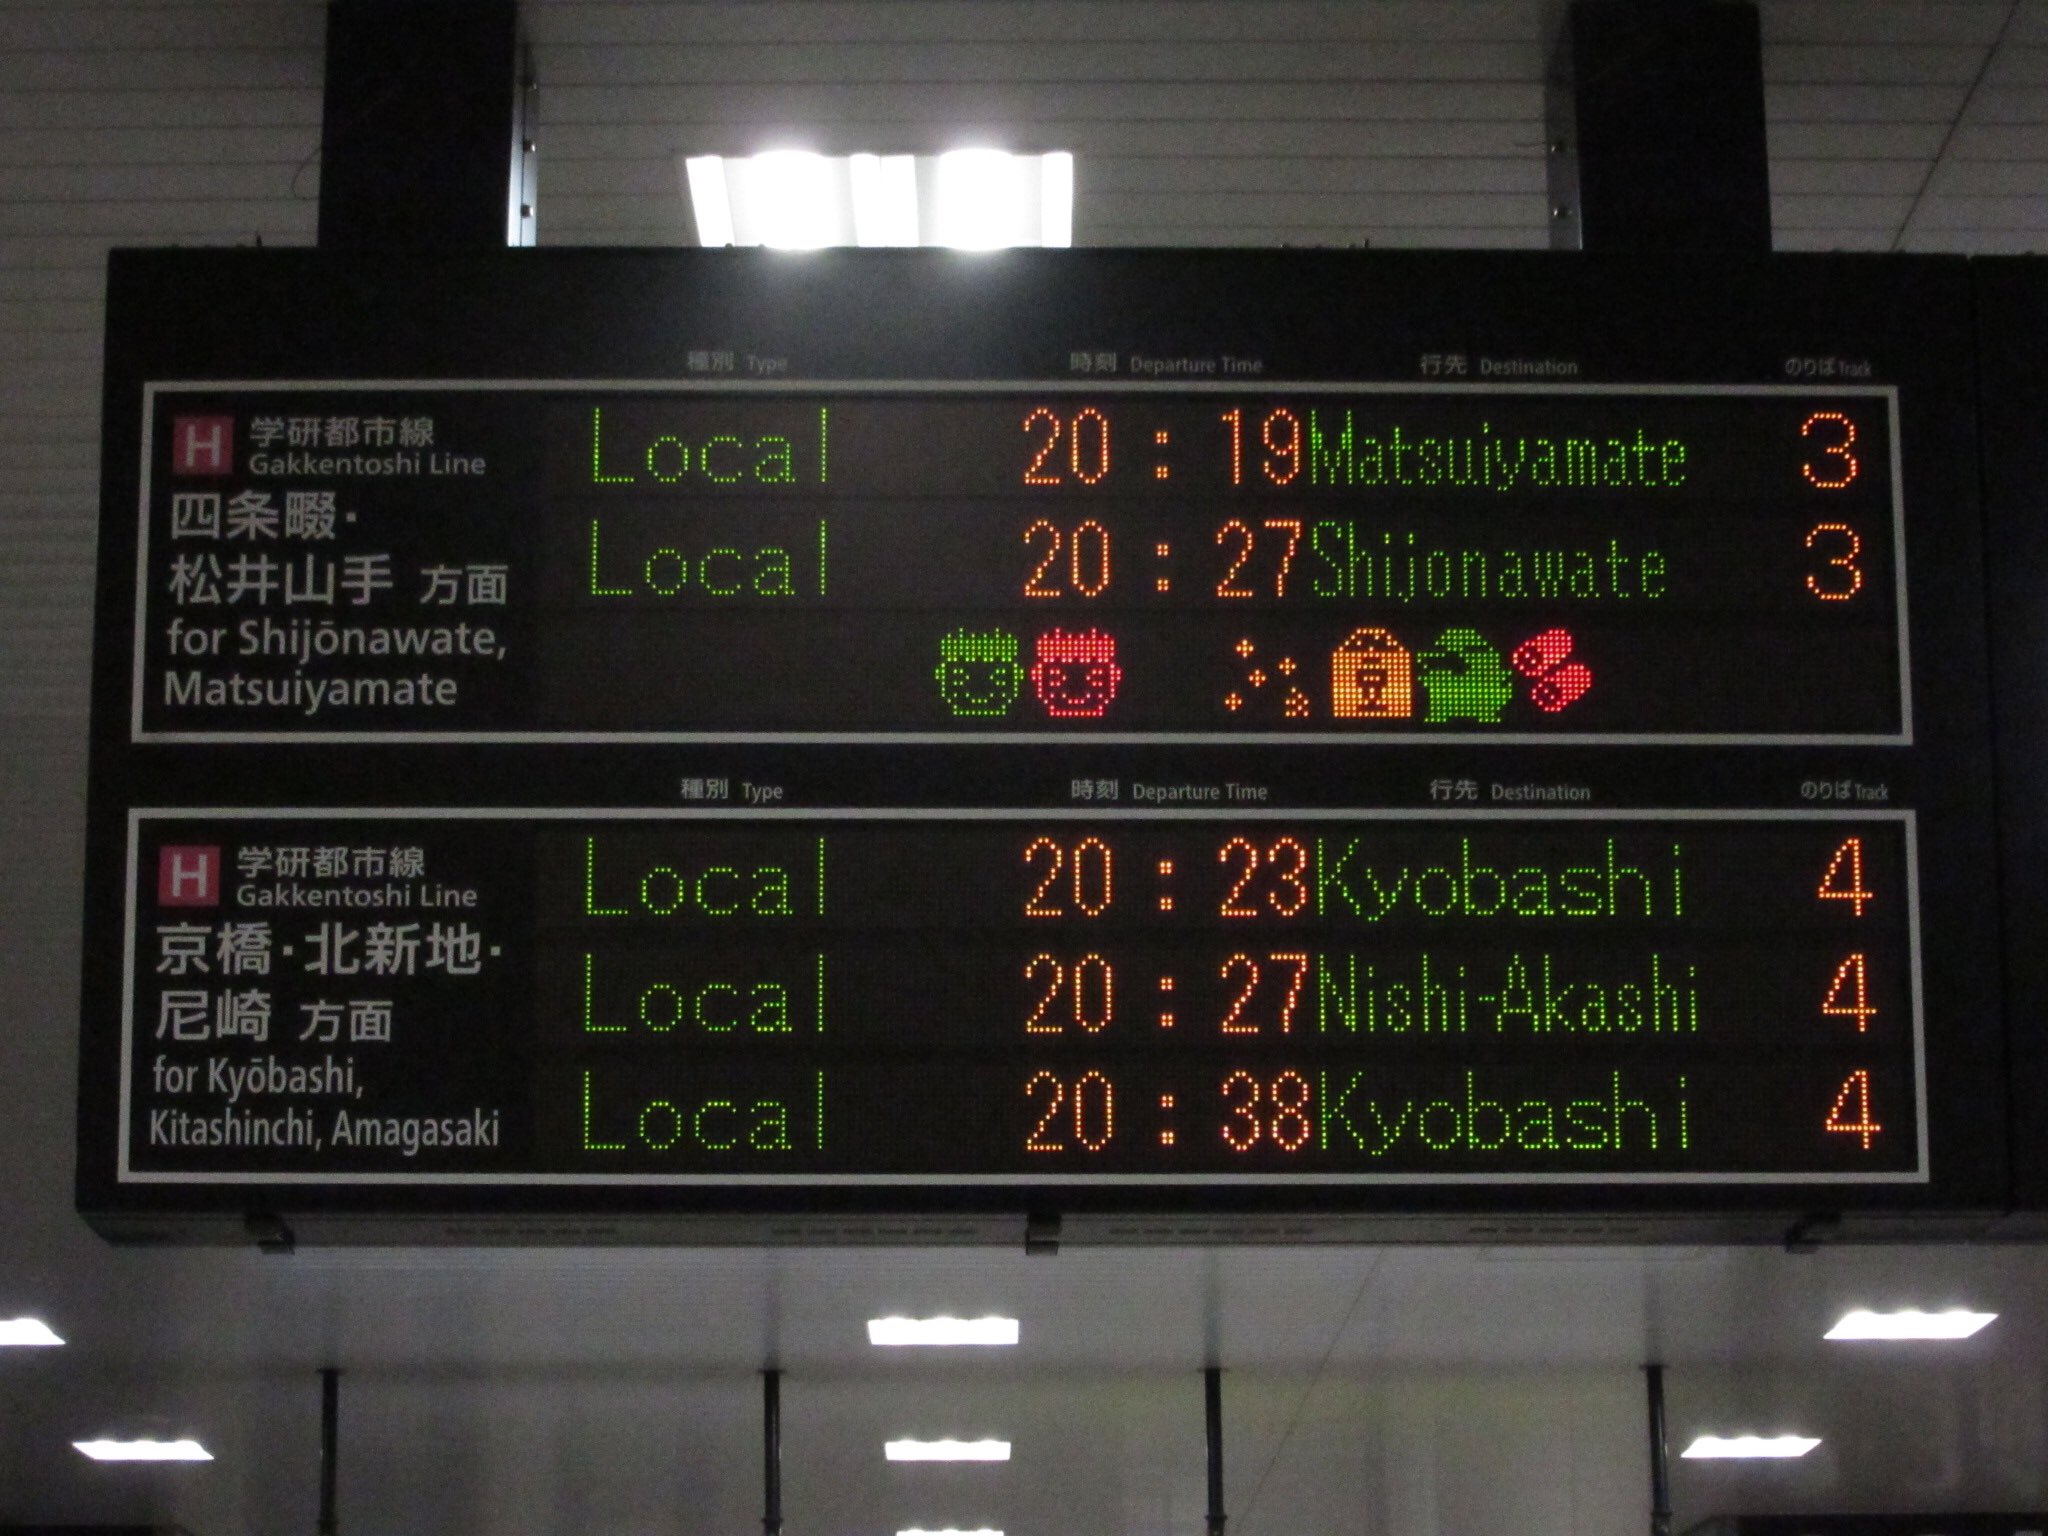 種別 Type 時刻 Departure Time 行先 Destination のりば Track
H 学研都市線
Gakkentoshi Line
四条畷・
松井山手 方面
for Shijōnawate,
Matsuiyamate
Local 20:19 Matsuiyamate 3
Local 20:27 Shijonawate 3
種別 Type 時刻 Departure Time 行先 Destination のりば Track
H 学研都市線
Gakkentoshi Line
京橋・北新地・
尼崎 方面
for Kyōbashi,
Kitashinchi, Amagasaki
Local 20:23 Kyobashi 4
Local 20:27 Nishi-Akashi 4
Local 20:38 Kyobashi 4